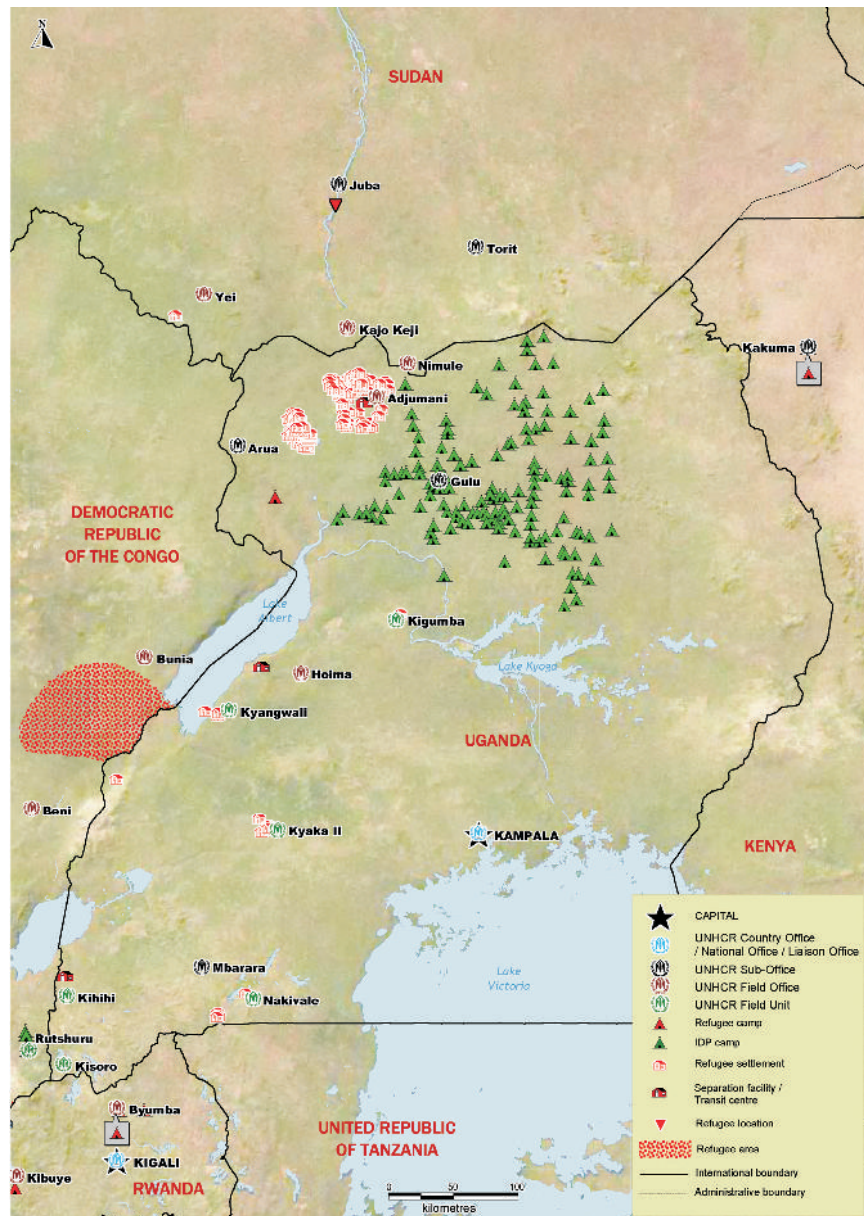 N
SUDAN
Juba
Torit
Yei
Kajo Keji
Kakuma
Nimule
Adjumani
Arua
Gulu
DEMOCRATIC
REPUBLIC
OF THE CONGO
Lake
Albert
Kigumba
Bunia
Hoima
Lake Kyoga
Kyangwali
UGANDA
Beni
Kyaka II
KAMPALA
KENYA
CAPITAL
UNHCR Country Office
/ National Office / Liaison Office
UNHCR Sub-Office
UNHCR Field Office
UNHCR Field Unit
Refugee camp
IDP camp
Refugee settlement
Separation facility /
Transit centre
Refugee location
Refugee area
International boundary
Administrative boundary
Mbarara
Lake
Victoria
Kihihi
Nakivale
Rutshuru
Kisoro
Byumba
UNITED REPUBLIC
OF TANZANIA
KIGALI
Kibuye
RWANDA
0 50 100
kilometres